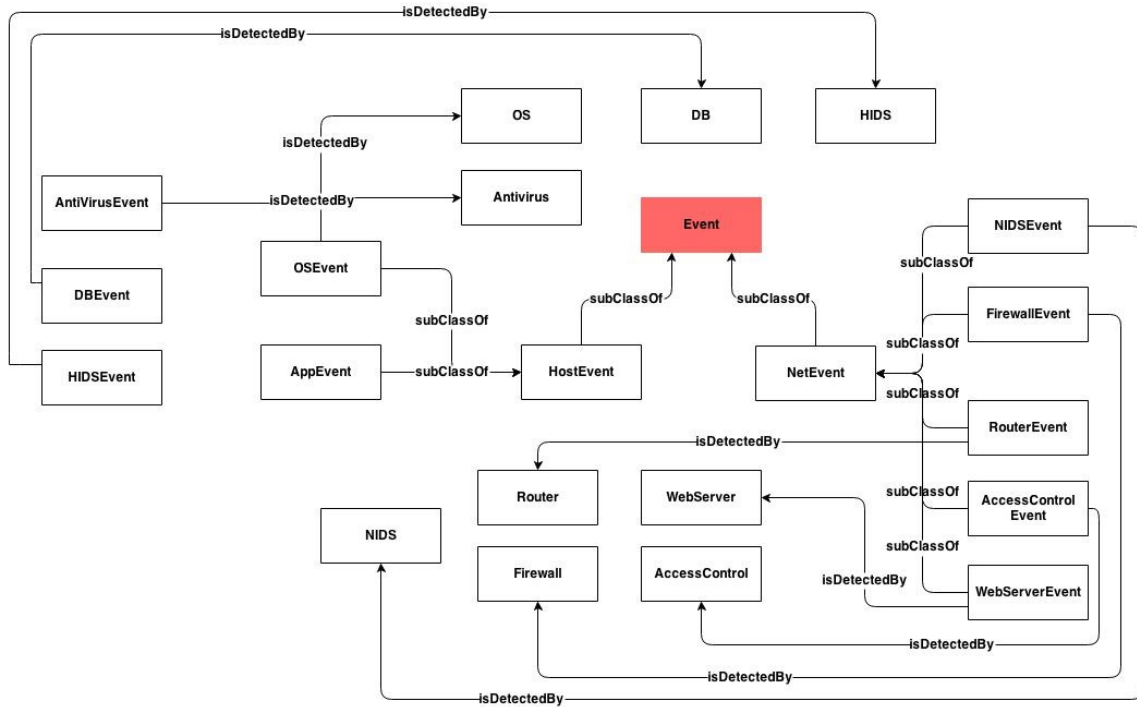 isDetectedBy
isDetectedBy
OS
DB
HIDS
isDetectedBy
AntiVirusEvent
isDetectedBy
Antivirus
Event
NIDSEvent
OSEvent
subClassOf
DBEvent
subClassOf
subClassOf
FirewallEvent
subClassOf
subClassOf
HIDSEvent
AppEvent
subClassOf
HostEvent
NetEvent
subClassOf
RouterEvent
isDetectedBy
Router
WebServer
subClassOf
AccessControl
Event
NIDS
subClassOf
Firewall
AccessControl
isDetectedBy
WebServerEvent
isDetectedBy
isDetectedBy
isDetectedBy